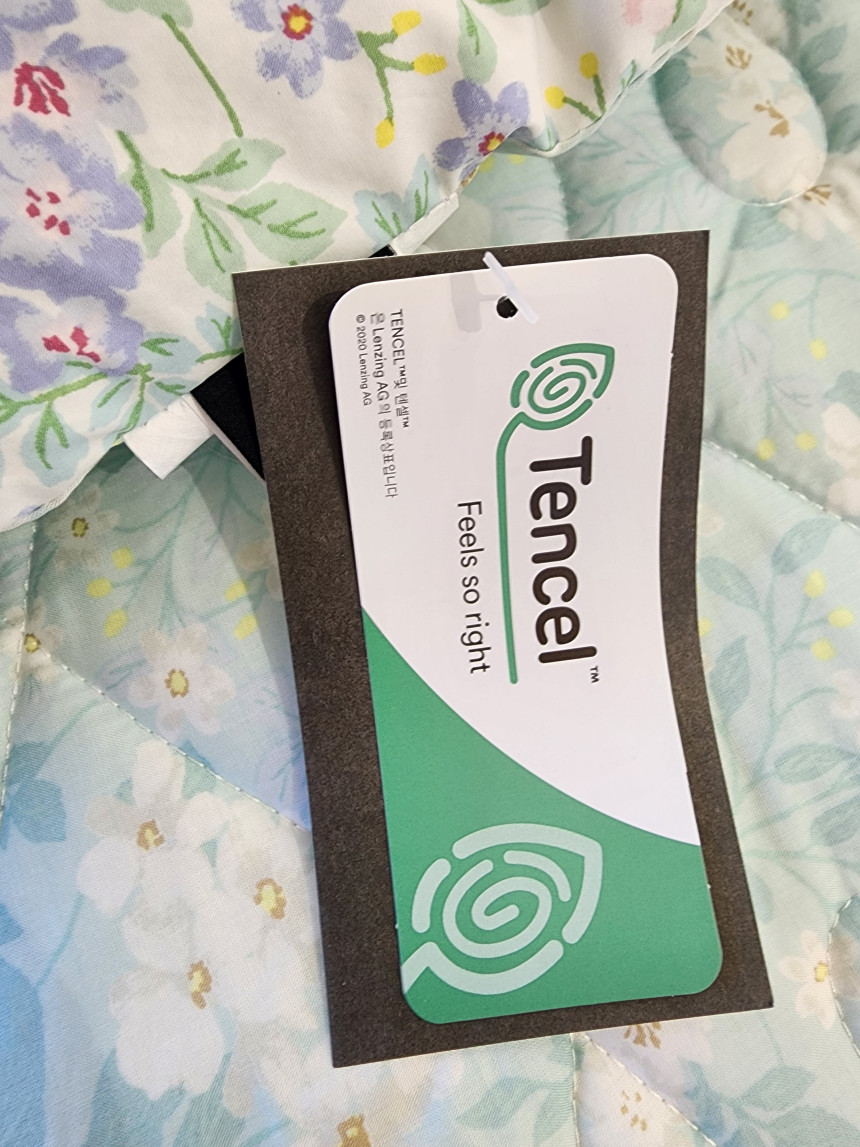 Tencel™
Feels so right
TENCEL™및 텐셀™
은 Lenzing AG의 등록상표입니다
© 2020 Lenzing AG